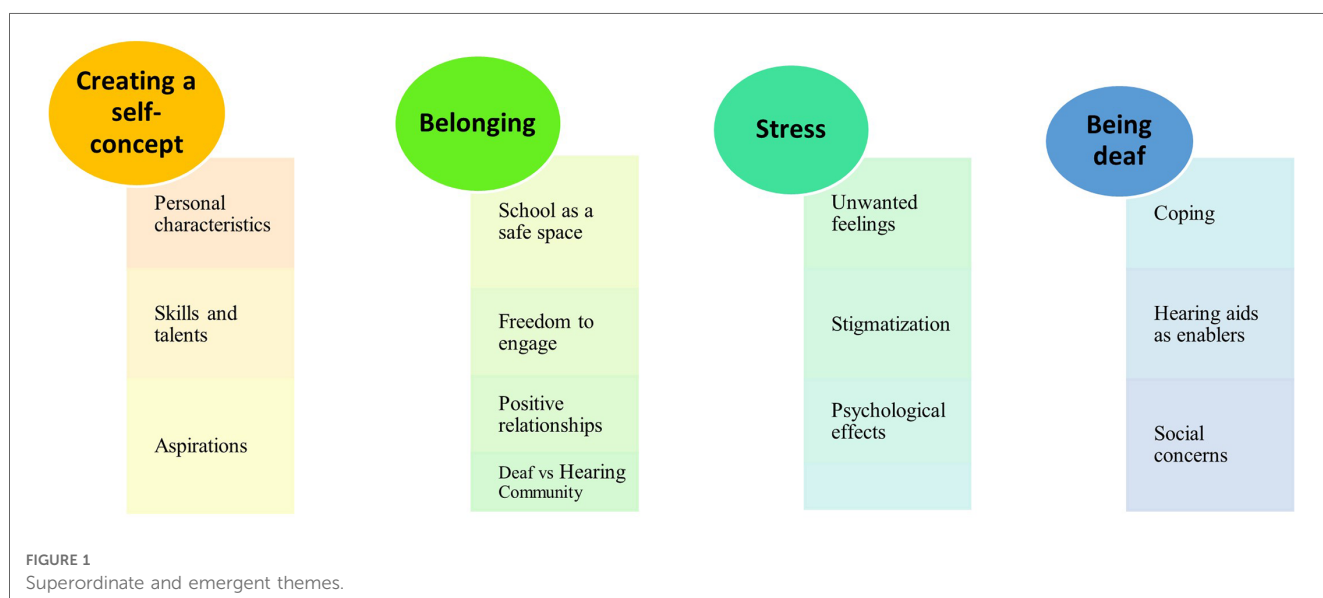 Creating a
self-
concept
Personal
characteristics
Skills and
talents
Aspirations
Belonging
School as a
safe space
Freedom to
engage
Positive
relationships
Deaf vs Hearing
Community
Stress
Unwanted
feelings
Stigmatization
Psychological
effects
Being
deaf
Coping
Hearing aids
as enablers
Social
concerns
FIGURE 1
Superordinate and emergent themes.